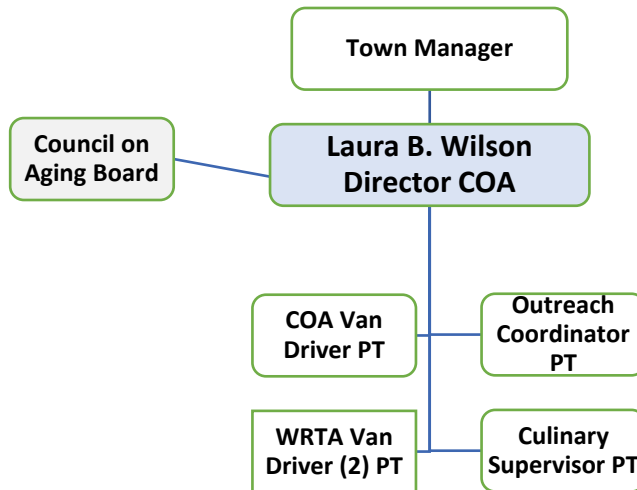 Town Manager
Council on
Aging Board
Laura B. Wilson
Director COA
COA Van
Driver PT
Outreach
Coordinator
PT
WRTA Van
Driver (2) PT
Culinary
Supervisor PT